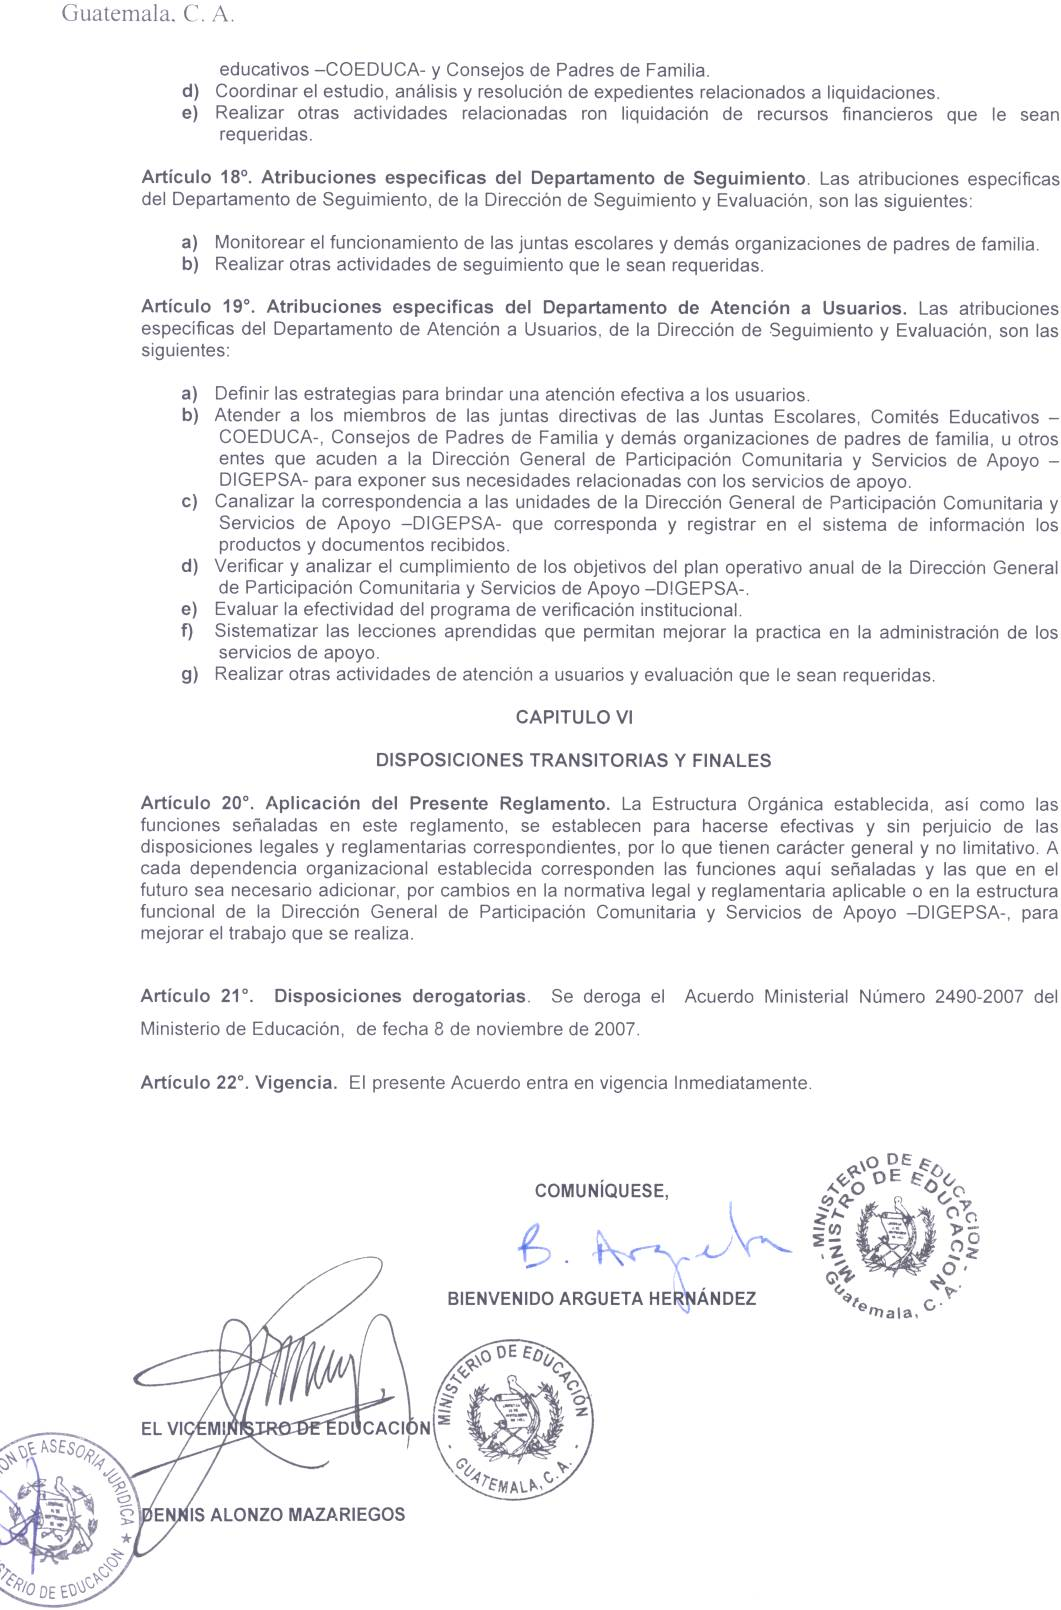 Guatemala, C. A.
educativos –COEDUCA- y Consejos de Padres de Familia.
d) Coordinar el estudio, análisis y resolución de expedientes relacionados a liquidaciones.
e) Realizar otras actividades relacionadas ron liquidación de recursos financieros que le sean
requeridas.
Artículo 18º. Atribuciones especificas del Departamento de Seguimiento. Las atribuciones específicas
del Departamento de Seguimiento, de la Dirección de Seguimiento y Evaluación, son las siguientes:
a) Monitorear el funcionamiento de las juntas escolares y demás organizaciones de padres de familia.
b) Realizar otras actividades de seguimiento que le sean requeridas.
Artículo 19°. Atribuciones especificas del Departamento de Atención a Usuarios. Las atribuciones
específicas del Departamento de Atención a Usuarios, de la Dirección de Seguimiento y Evaluación, son las
siguientes:
a) Definir las estrategias para brindar una atención efectiva a los usuarios.
b) Atender a los miembros de las juntas directivas de las Juntas Escolares, Comités Educativos –
COEDUCA-, Consejos de Padres de Familia y demás organizaciones de padres de familia, u otros
entes que acuden a la Dirección General de Participación Comunitaria y Servicios de Apoyo –
DIGEPSA- para exponer sus necesidades relacionadas con los servicios de apoyo.
c) Canalizar la correspondencia a las unidades de la Dirección General de Participación Comunitaria y
Servicios de Apoyo –DIGEPSA- que corresponda y registrar en el sistema de información los
productos y documentos recibidos.
d) Verificar y analizar el cumplimiento de los objetivos del plan operativo anual de la Dirección General
de Participación Comunitaria y Servicios de Apoyo –DIGEPSA-.
e) Evaluar la efectividad del programa de verificación institucional.
f) Sistematizar las lecciones aprendidas que permitan mejorar la practica en la administración de los
servicios de apoyo.
g) Realizar otras actividades de atención a usuarios y evaluación que le sean requeridas.
CAPITULO VI
DISPOSICIONES TRANSITORIAS Y FINALES
Artículo 20°. Aplicación del Presente Reglamento. La Estructura Orgánica establecida, así como las
funciones señaladas en este reglamento, se establecen para hacerse efectivas y sin perjuicio de las
disposiciones legales y reglamentarias correspondientes, por lo que tienen carácter general y no limitativo. A
cada dependencia organizacional establecida corresponden las funciones aquí señaladas y las que en el
futuro sea necesario adicionar, por cambios en la normativa legal y reglamentaria aplicable o en la estructura
funcional de la Dirección General de Participación Comunitaria y Servicios de Apoyo –DIGEPSA-, para
mejorar el trabajo que se realiza.
Artículo 21°. Disposiciones derogatorias. Se deroga el Acuerdo Ministerial Número 2490-2007 del
Ministerio de Educación, de fecha 8 de noviembre de 2007.
Artículo 22°. Vigencia. El presente Acuerdo entra en vigencia Inmediatamente.
COMUNÍQUESE,
B. Argueta
BIENVENIDO ARGUETA HERNÁNDEZ
- MINISTERIO DE EDUCACION -
MINISTRO DE EDUCACION
Guatemala, C. A.
EL VICEMINISTRO DE EDUCACIÓN
MINISTERIO DE EDUCACIÓN
- GUATEMALA, C. A. -
DENNIS ALONZO MAZARIEGOS
DE ASESORIA JURIDICA ★
DE EDUCACION